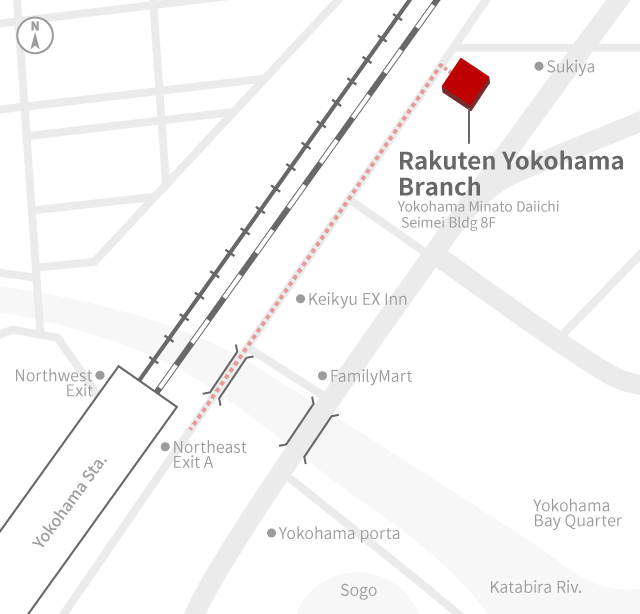 N
Sukiya
Rakuten Yokohama
Branch
Yokohama Minato Daiichi
Seimei Bldg 8F
Keikyu EX Inn
Northwest
Exit
FamilyMart
Northeast
Exit A
Yokohama Sta.
Yokohama
Bay Quarter
Yokohama porta
Sogo
Katabira Riv.